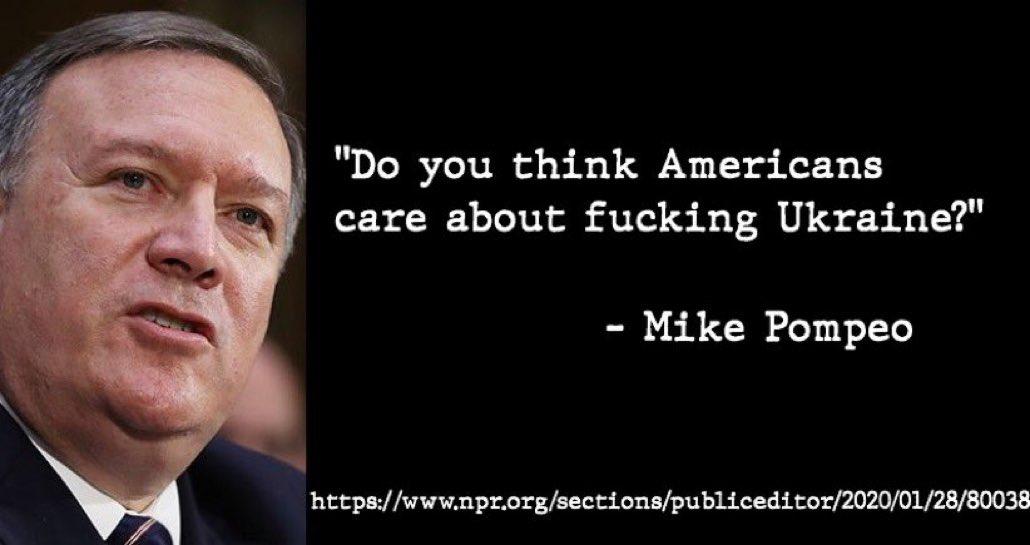 "Do you think Americans
care about fucking Ukraine?"
- Mike Pompeo
https://www.npr.org/sections/publiceditor/2020/01/28/80038